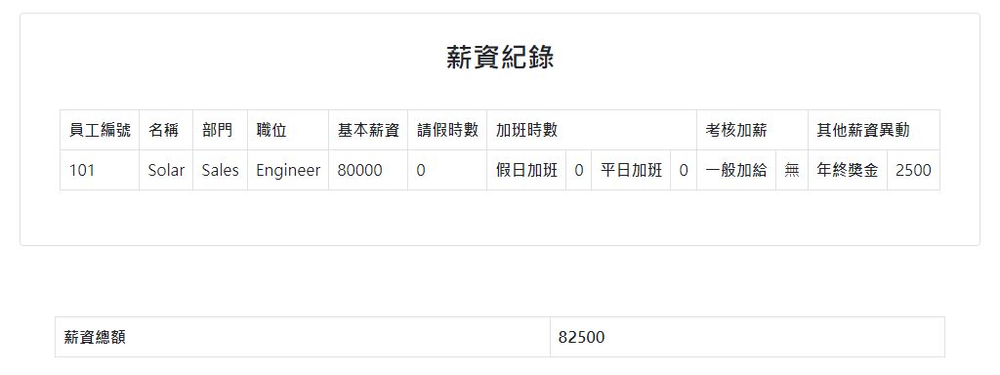 薪資紀錄
員工編號 名稱 部門 職位 基本薪資 請假時數 加班時數 考核加薪 其他薪資異動
101 Solar Sales Engineer 80000 0 假日加班 0 平日加班 0 一般加給 無 年終獎金 2500
薪資總額 82500